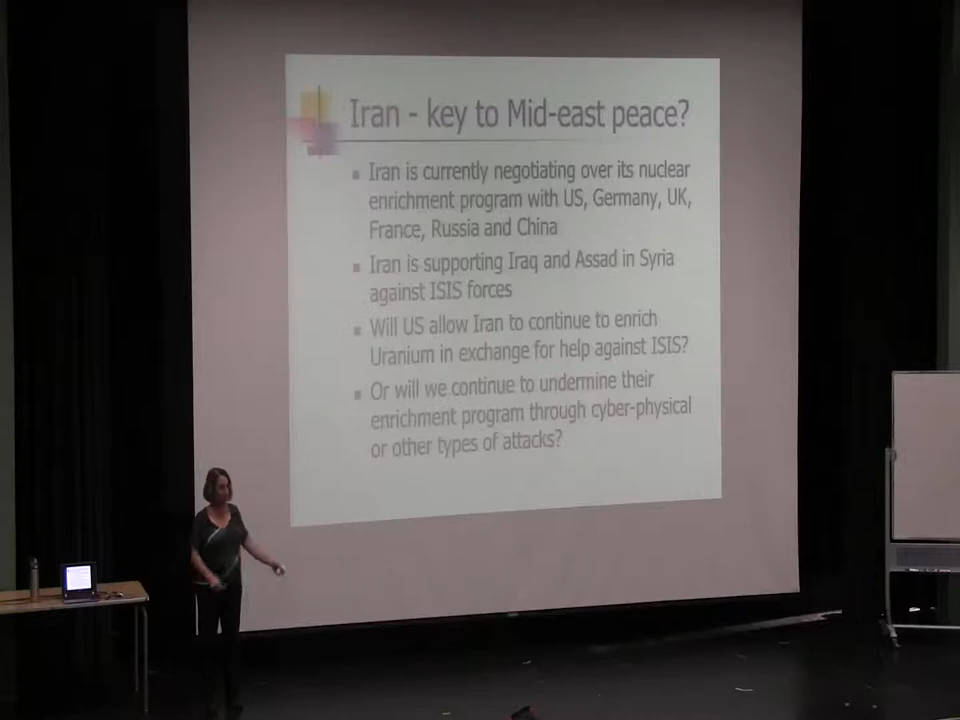 Iran - key to Mid-east peace?
Iran is currently negotiating over its nuclear
enrichment program with US, Germany, UK,
France, Russia and China
Iran is supporting Iraq and Assad in Syria
against ISIS forces
Will US allow Iran to continue to enrich
Uranium in exchange for help against ISIS?
Or will we continue to undermine their
enrichment program through cyber-physical
or other types of attacks?